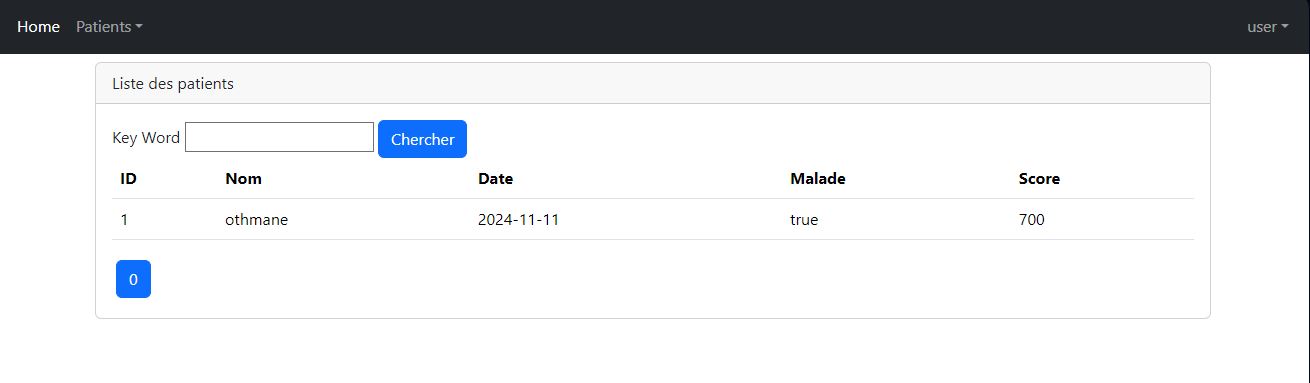 Home Patients user
Liste des patients
Key Word Chercher
ID Nom Date Malade Score
1 othmane 2024-11-11 true 700
0